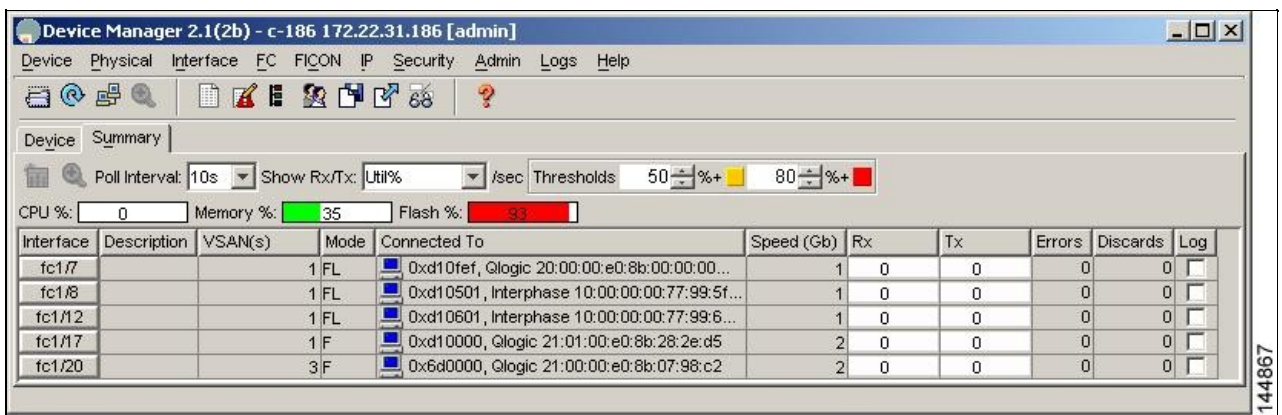 Device Manager 2.1(2b) - c-186 172.22.31.186 [admin]
Device Physical Interface FC FICON IP Security Admin Logs Help
Device Summary
Poll Interval: 10s Show Rx/Tx: Util% /sec Thresholds 50 %+ 80 %+
CPU %: 0 Memory %: 35 Flash %: 93
Interface Description VSAN(s) Mode Connected To Speed (Gb) Rx Tx Errors Discards Log
fc1/7 1 FL 0xd10fef, Qlogic 20:00:00:e0:8b:00:00:00... 1 0 0 0 0
fc1/8 1 FL 0xd10501, Interphase 10:00:00:00:77:99:5f... 1 0 0 0 0
fc1/12 1 FL 0xd10601, Interphase 10:00:00:00:77:99:6... 1 0 0 0 0
fc1/17 1 F 0xd10000, Qlogic 21:01:00:e0:8b:28:2e:d5 2 0 0 0 0
fc1/20 3 F 0x6d0000, Qlogic 21:00:00:e0:8b:07:98:c2 2 0 0 0 0
144867